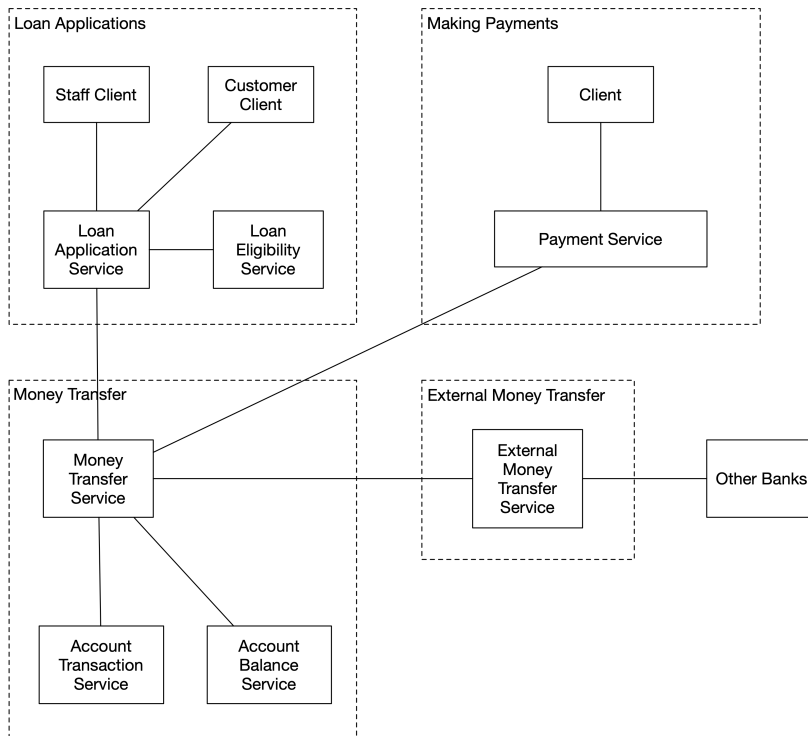 Loan Applications
Making Payments
Staff Client
Customer
Client
Client
Loan
Application
Service
Loan
Eligibility
Service
Payment Service
Money Transfer
External Money Transfer
Money
Transfer
Service
External
Money
Transfer
Service
Other Banks
Account
Transaction
Service
Account
Balance
Service